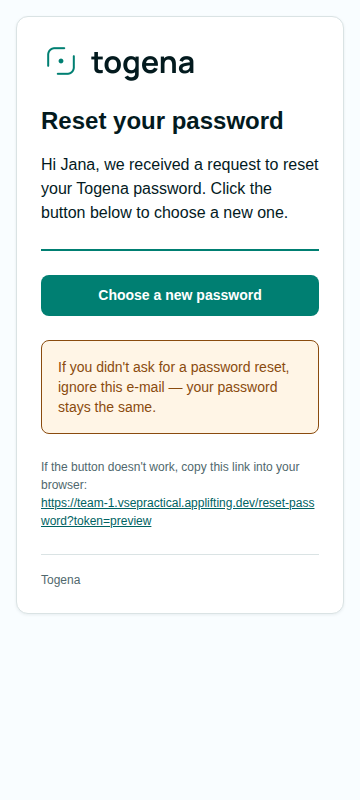 togena
Reset your password
Hi Jana, we received a request to reset
your Togena password. Click the
button below to choose a new one.
Choose a new password
If you didn't ask for a password reset,
ignore this e-mail — your password
stays the same.
If the button doesn't work, copy this link into your
browser:
https://team-1.vsepractical.applifting.dev/reset-pass
word?token=preview
Togena